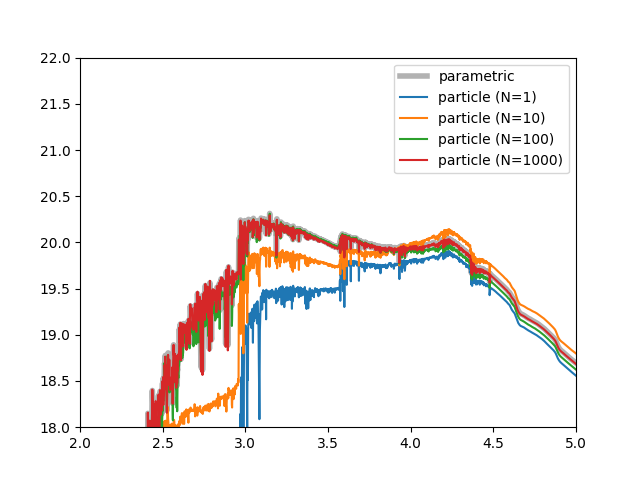 22.0
21.5
21.0
20.5
20.0
19.5
19.0
18.5
18.0
2.0 2.5 3.0 3.5 4.0 4.5 5.0
parametric
particle (N=1)
particle (N=10)
particle (N=100)
particle (N=1000)